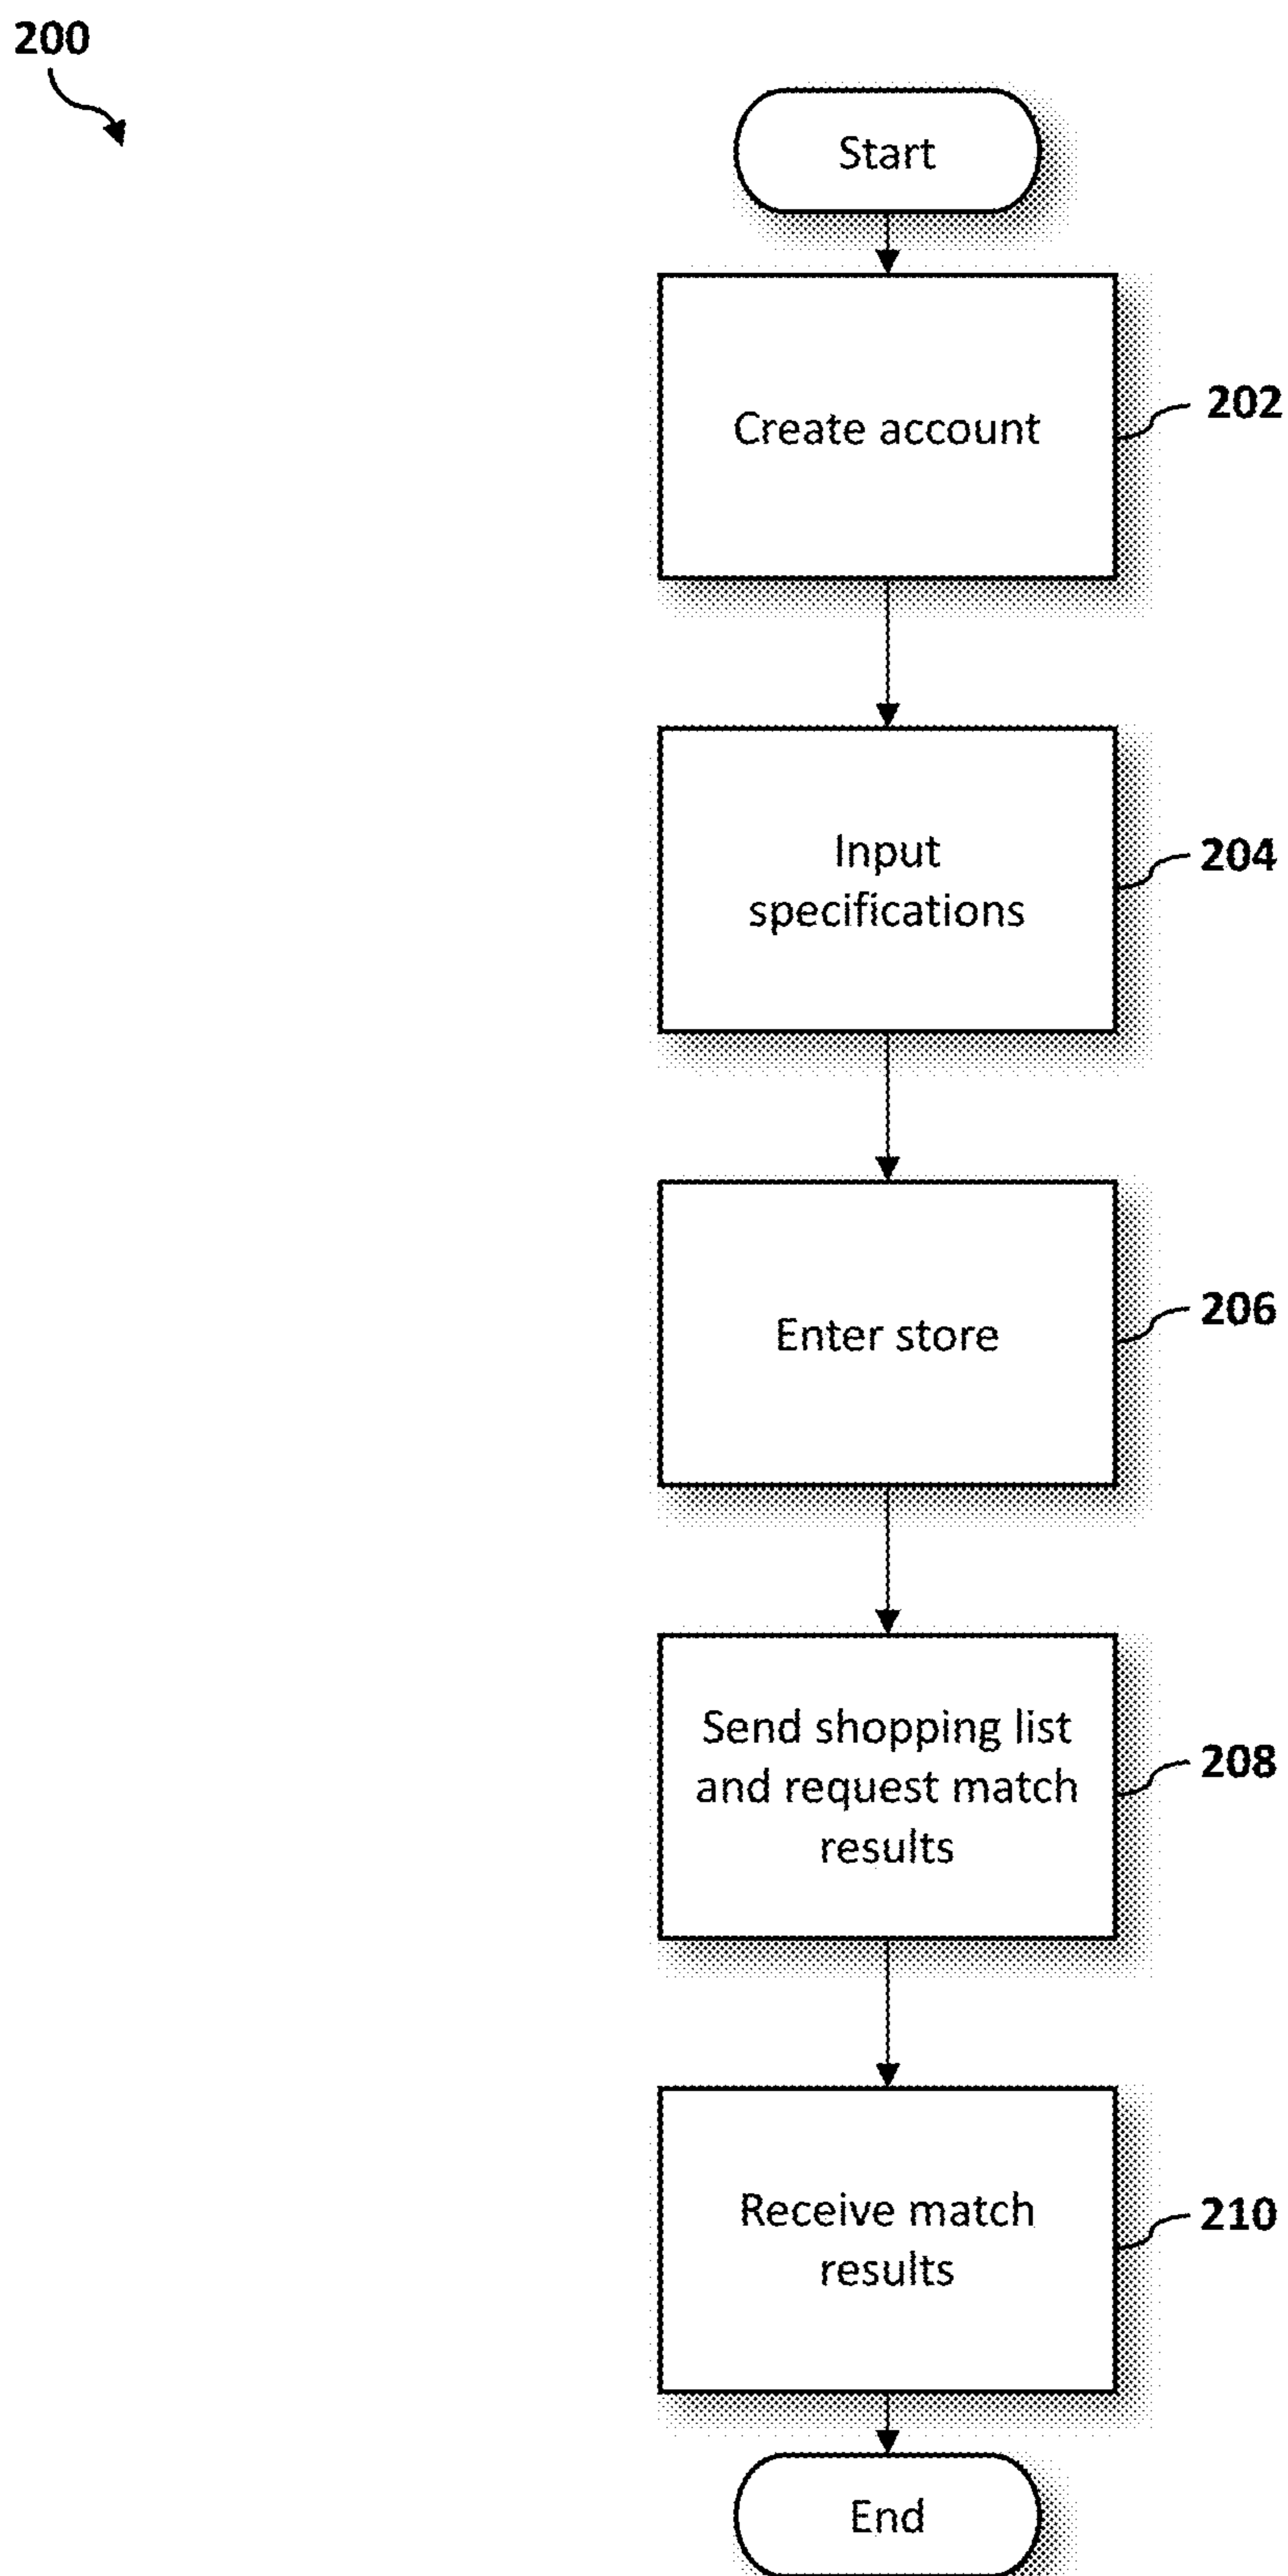 200
Start
Create account
202
Input
specifications
204
Enter store
206
Send shopping list
and request match
results
208
Receive match
results
210
End